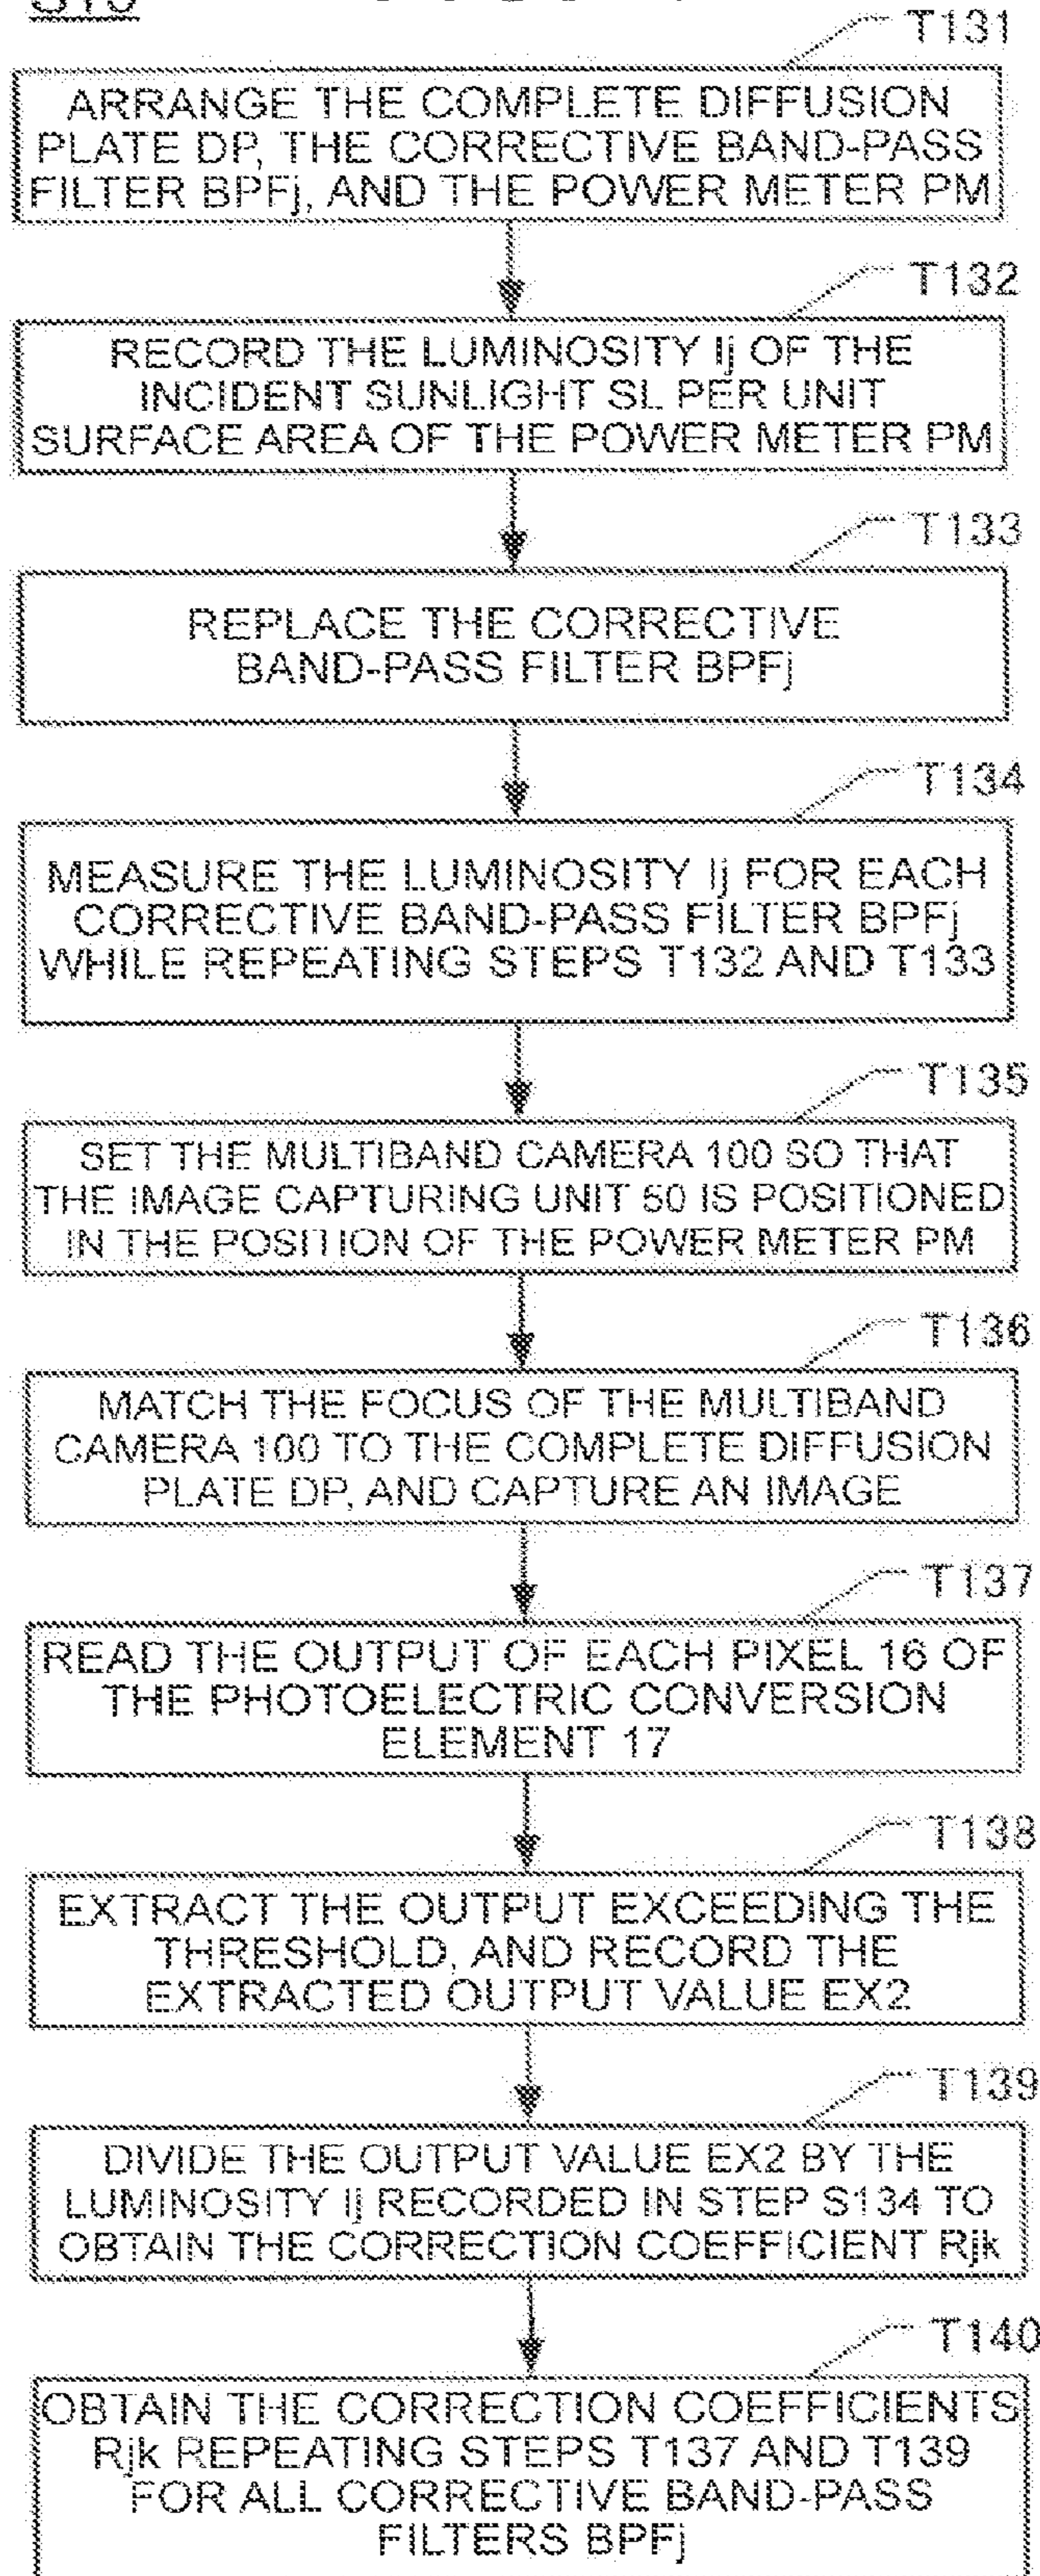 T131
ARRANGE THE COMPLETE DIFFUSION
PLATE DP, THE CORRECTIVE BAND-PASS
FILTER BPFj, AND THE POWER METER PM
T132
RECORD THE LUMINOSITY Ij OF THE
INCIDENT SUNLIGHT SL PER UNIT
SURFACE AREA OF THE POWER METER PM
T133
REPLACE THE CORRECTIVE
BAND-PASS FILTER BPFj
T134
MEASURE THE LUMINOSITY Ij FOR EACH
CORRECTIVE BAND-PASS FILTER BPFj
WHILE REPEATING STEPS T132 AND T133
T135
SET THE MULTIBAND CAMERA 100 SO THAT
THE IMAGE CAPTURING UNIT 50 IS POSITIONED
IN THE POSITION OF THE POWER METER PM
T136
MATCH THE FOCUS OF THE MULTIBAND
CAMERA 100 TO THE COMPLETE DIFFUSION
PLATE DP, AND CAPTURE AN IMAGE
T137
READ THE OUTPUT OF EACH PIXEL 16 OF
THE PHOTOELECTRIC CONVERSION
ELEMENT 17
T138
EXTRACT THE OUTPUT EXCEEDING THE
THRESHOLD, AND RECORD THE
EXTRACTED OUTPUT VALUE EX2
T139
DIVIDE THE OUTPUT VALUE EX2 BY THE
LUMINOSITY Ij RECORDED IN STEP S134 TO
OBTAIN THE CORRECTION COEFFICIENT Rjk
T140
OBTAIN THE CORRECTION COEFFICIENTS
Rjk REPEATING STEPS T137 AND T139
FOR ALL CORRECTIVE BAND-PASS
FILTERS BPFj